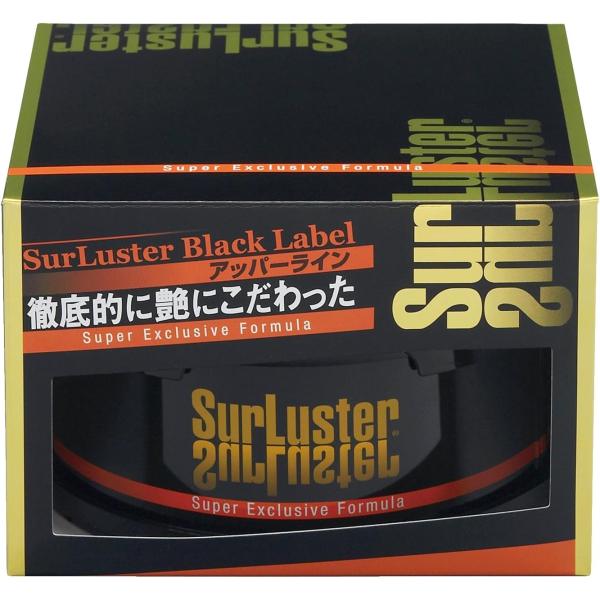 SurLuster
Super Exclusive Formula
SurLuster®
SurLuster
SurLuster Black Label
アッパーライン
徹底的に艶にこだわった
Super Exclusive Formula
SurLuster®
SurLuster
Super Exclusive Formula